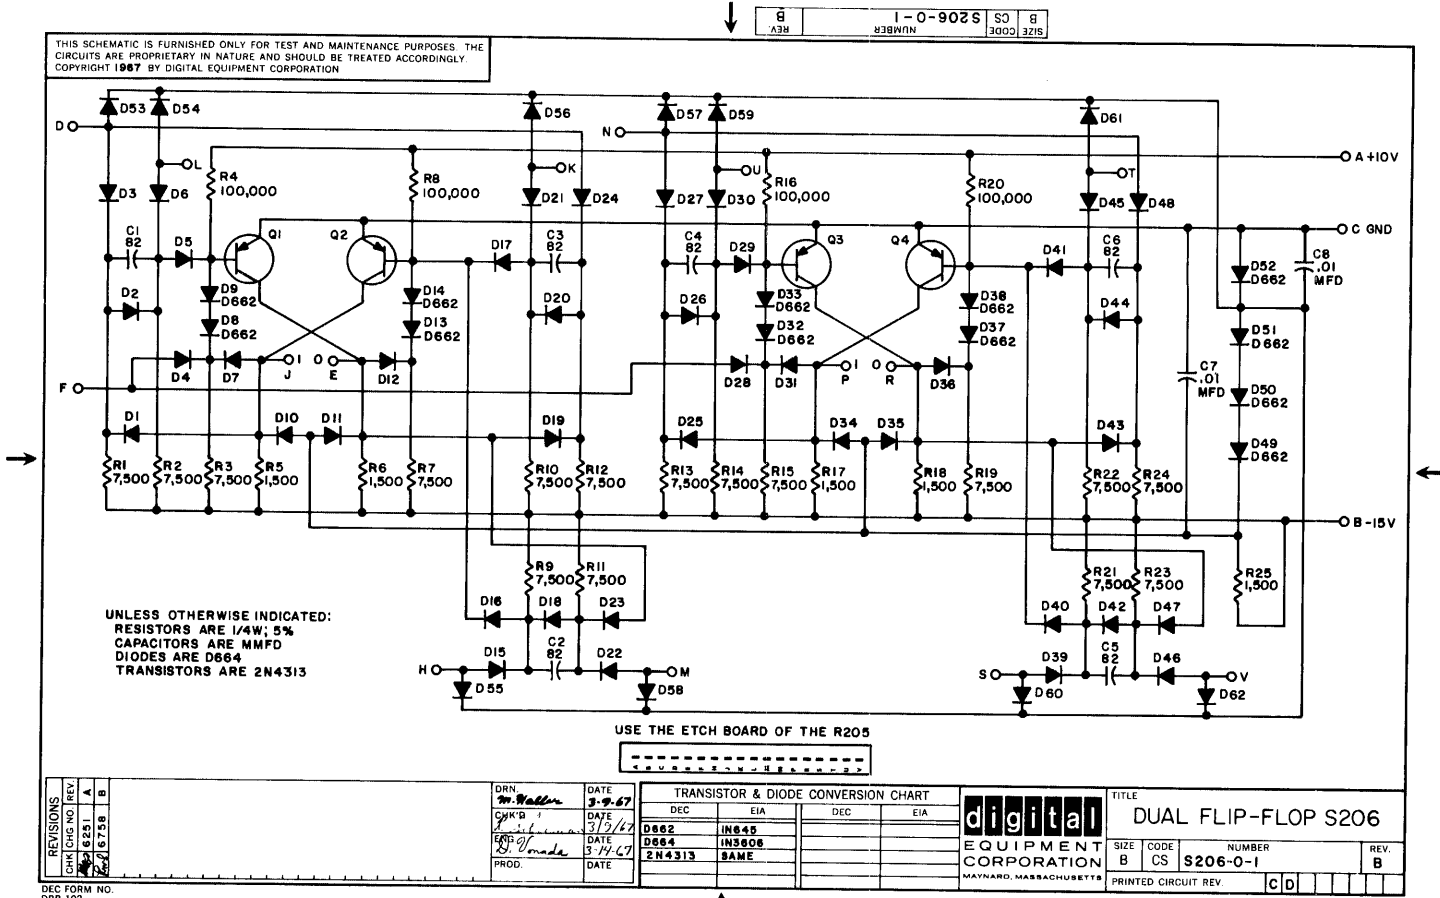 SIZE B CODE CS NUMBER S206-0-1 REV. B
THIS SCHEMATIC IS FURNISHED ONLY FOR TEST AND MAINTENANCE PURPOSES. THE
CIRCUITS ARE PROPRIETARY IN NATURE AND SHOULD BE TREATED ACCORDINGLY.
COPYRIGHT 1967 BY DIGITAL EQUIPMENT CORPORATION
D53 D54 D56 D57 D59 D61
D N
L K U T A +10V
D3 D6 R4 100,000 R8 100,000 D21 D24 D27 D30 R16 100,000 R20 100,000 D45 D48
C1 82 D5 Q1 Q2 D17 C3 82 C4 82 D29 Q3 Q4 D41 C6 82 C GND
D52 D662 C8 .01 MFD
D2 D9 D662 D14 D662 D20 D26 D33 D662 D38 D662 D44
D8 D662 D13 D662 D32 D662 D37 D662 D51 D662
D4 D7 1 J 0 E D12 D28 D31 1 P 0 R D36 C7 .01 MFD D50 D662
F
D1 D10 D11 D19 D25 D34 D35 D43 D49 D662
R1 7,500 R2 7,500 R3 7,500 R5 1,500 R6 1,500 R7 7,500 R10 7,500 R12 7,500 R13 7,500 R14 7,500 R15 7,500 R17 1,500 R18 1,500 R19 7,500 R22 7,500 R24 7,500
B -15V
R9 7,500 R11 7,500 R21 7,500 R23 7,500 R25 1,500
D16 D18 D23 D40 D42 D47
H D15 C2 82 D22 M S D39 C5 82 D46 V
D55 D58 D60 D62
UNLESS OTHERWISE INDICATED:
RESISTORS ARE 1/4W; 5%
CAPACITORS ARE MMFD
DIODES ARE D664
TRANSISTORS ARE 2N4313
USE THE ETCH BOARD OF THE R205
REVISIONS
CHK CHG NO. REV.
6251 A
6758 B
DRN. M. Waller DATE 3-9-67
CHK'D DATE 3/9/67
ENG. D. Vonada DATE 3-14-67
PROD. DATE
TRANSISTOR & DIODE CONVERSION CHART
DEC EIA DEC EIA
D662 IN645
D664 IN3606
2N4313 SAME
digital
EQUIPMENT
CORPORATION
MAYNARD, MASSACHUSETTS
TITLE
DUAL FLIP-FLOP S206
SIZE B CODE CS NUMBER S206-0-1 REV. B
PRINTED CIRCUIT REV. C D
DEC FORM NO.